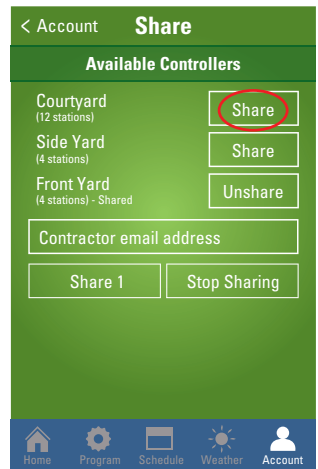 < Account Share
Available Controllers
Courtyard Share
(12 stations)
Side Yard Share
(4 stations)
Front Yard Unshare
(4 stations) - Shared
Contractor email address
Share 1 Stop Sharing
Home Program Schedule Weather Account